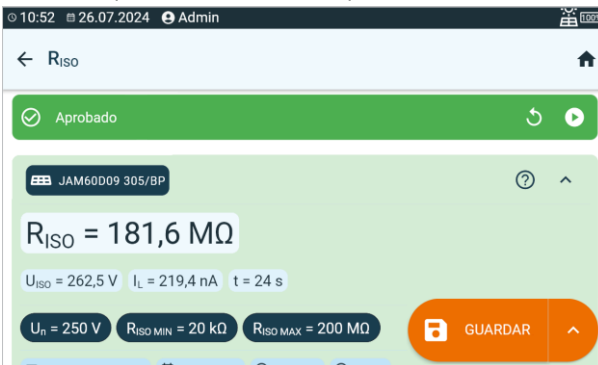 10:52 26.07.2024 Admin 100%
RISO
Aprobado
JAM60D09 305/BP
RISO = 181,6 MΩ
UISO = 262,5 V IL = 219,4 nA t = 24 s
Un = 250 V RISO MIN = 20 kΩ RISO MAX = 200 MΩ
GUARDAR